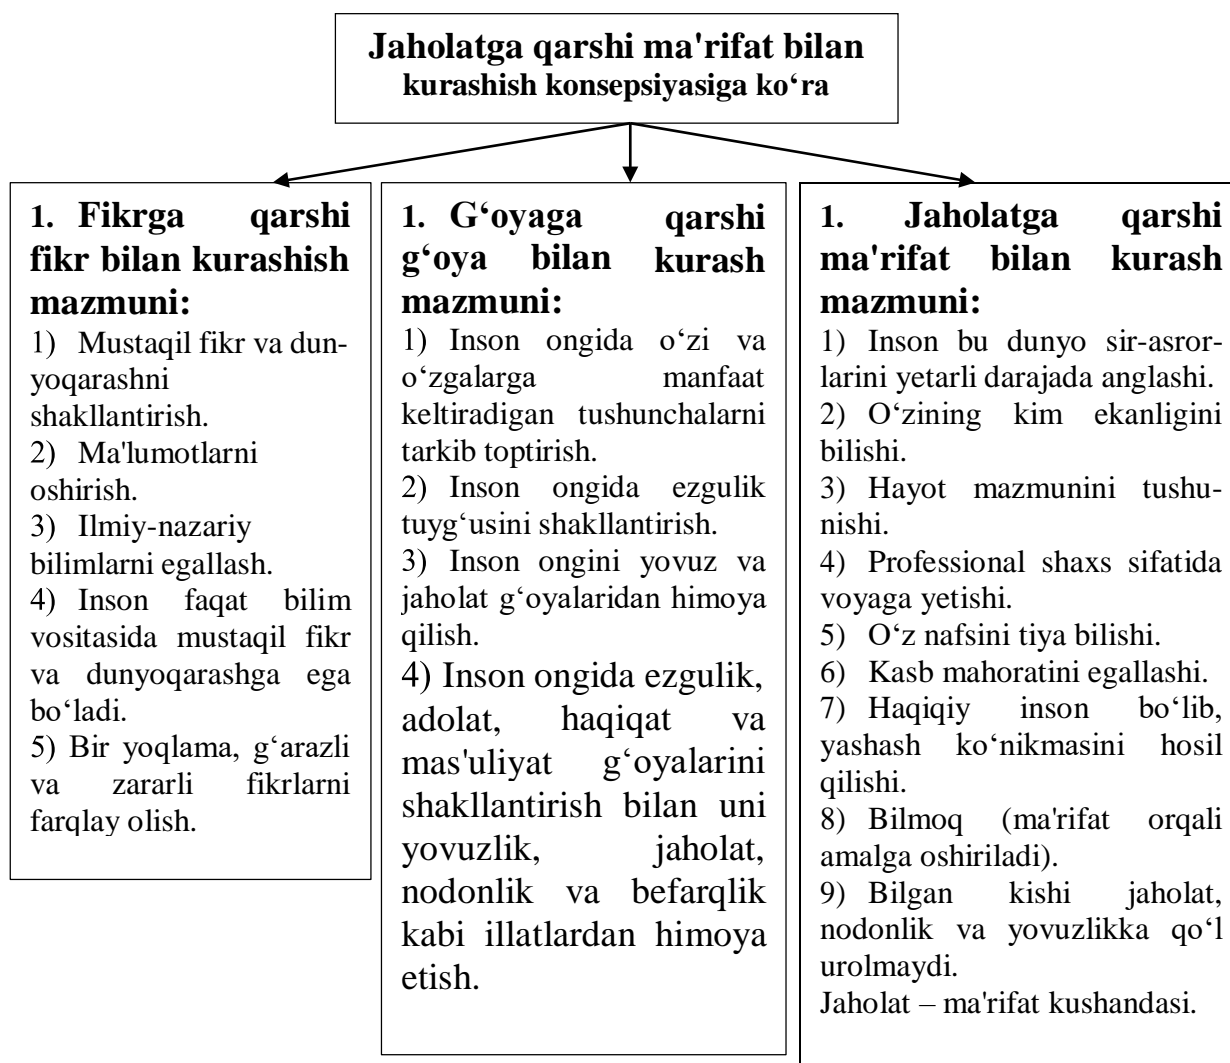 Jaholatga qarshi ma'rifat bilan
kurashish konsepsiyasiga ko‘ra
1. Fikrga qarshi
fikr bilan kurashish
mazmuni:
1) Mustaqil fikr va dun-
yoqarashni
shakllantirish.
2) Ma'lumotlarni
oshirish.
3) Ilmiy-nazariy
bilimlarni egallash.
4) Inson faqat bilim
vositasida mustaqil fikr
va dunyoqarashga ega
bo‘ladi.
5) Bir yoqlama, g‘arazli
va zararli fikrlarni
farqlay olish.
1. G‘oyaga qarshi
g‘oya bilan kurash
mazmuni:
1) Inson ongida o‘zi va
o‘zgalarga manfaat
keltiradigan tushunchalarni
tarkib toptirish.
2) Inson ongida ezgulik
tuyg‘usini shakllantirish.
3) Inson ongini yovuz va
jaholat g‘oyalaridan himoya
qilish.
4) Inson ongida ezgulik,
adolat, haqiqat va
mas'uliyat g‘oyalarini
shakllantirish bilan uni
yovuzlik, jaholat,
nodonlik va befarqlik
kabi illatlardan himoya
etish.
1. Jaholatga qarshi
ma'rifat bilan kurash
mazmuni:
1) Inson bu dunyo sir-asror-
larini yetarli darajada anglashi.
2) O‘zining kim ekanligini
bilishi.
3) Hayot mazmunini tushu-
nishi.
4) Professional shaxs sifatida
voyaga yetishi.
5) O‘z nafsini tiya bilishi.
6) Kasb mahoratini egallashi.
7) Haqiqiy inson bo‘lib,
yashash ko‘nikmasini hosil
qilishi.
8) Bilmoq (ma'rifat orqali
amalga oshiriladi).
9) Bilgan kishi jaholat,
nodonlik va yovuzlikka qo‘l
urolmaydi.
Jaholat – ma'rifat kushandasi.